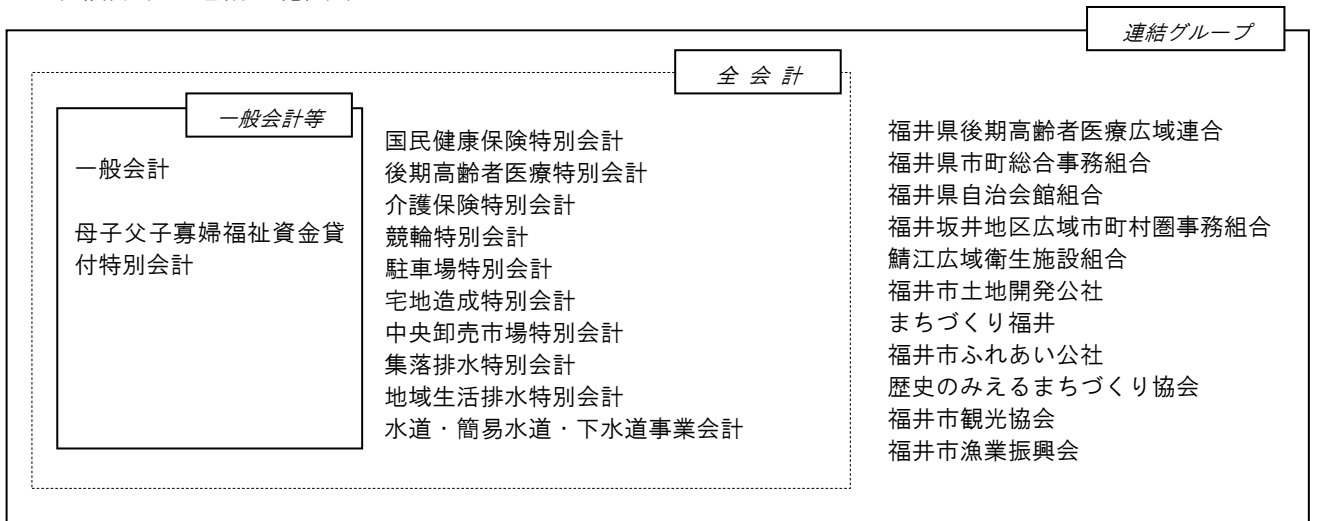 連結グループ
全会計
一般会計等
一般会計
母子父子寡婦福祉資金貸
付特別会計
国民健康保険特別会計
後期高齢者医療特別会計
介護保険特別会計
競輪特別会計
駐車場特別会計
宅地造成特別会計
中央卸売市場特別会計
集落排水特別会計
地域生活排水特別会計
水道・簡易水道・下水道事業会計
福井県後期高齢者医療広域連合
福井県市町総合事務組合
福井県自治会館組合
福井坂井地区広域市町村圏事務組合
鯖江広域衛生施設組合
福井市土地開発公社
まちづくり福井
福井市ふれあい公社
歴史のみえるまちづくり協会
福井市観光協会
福井市漁業振興会